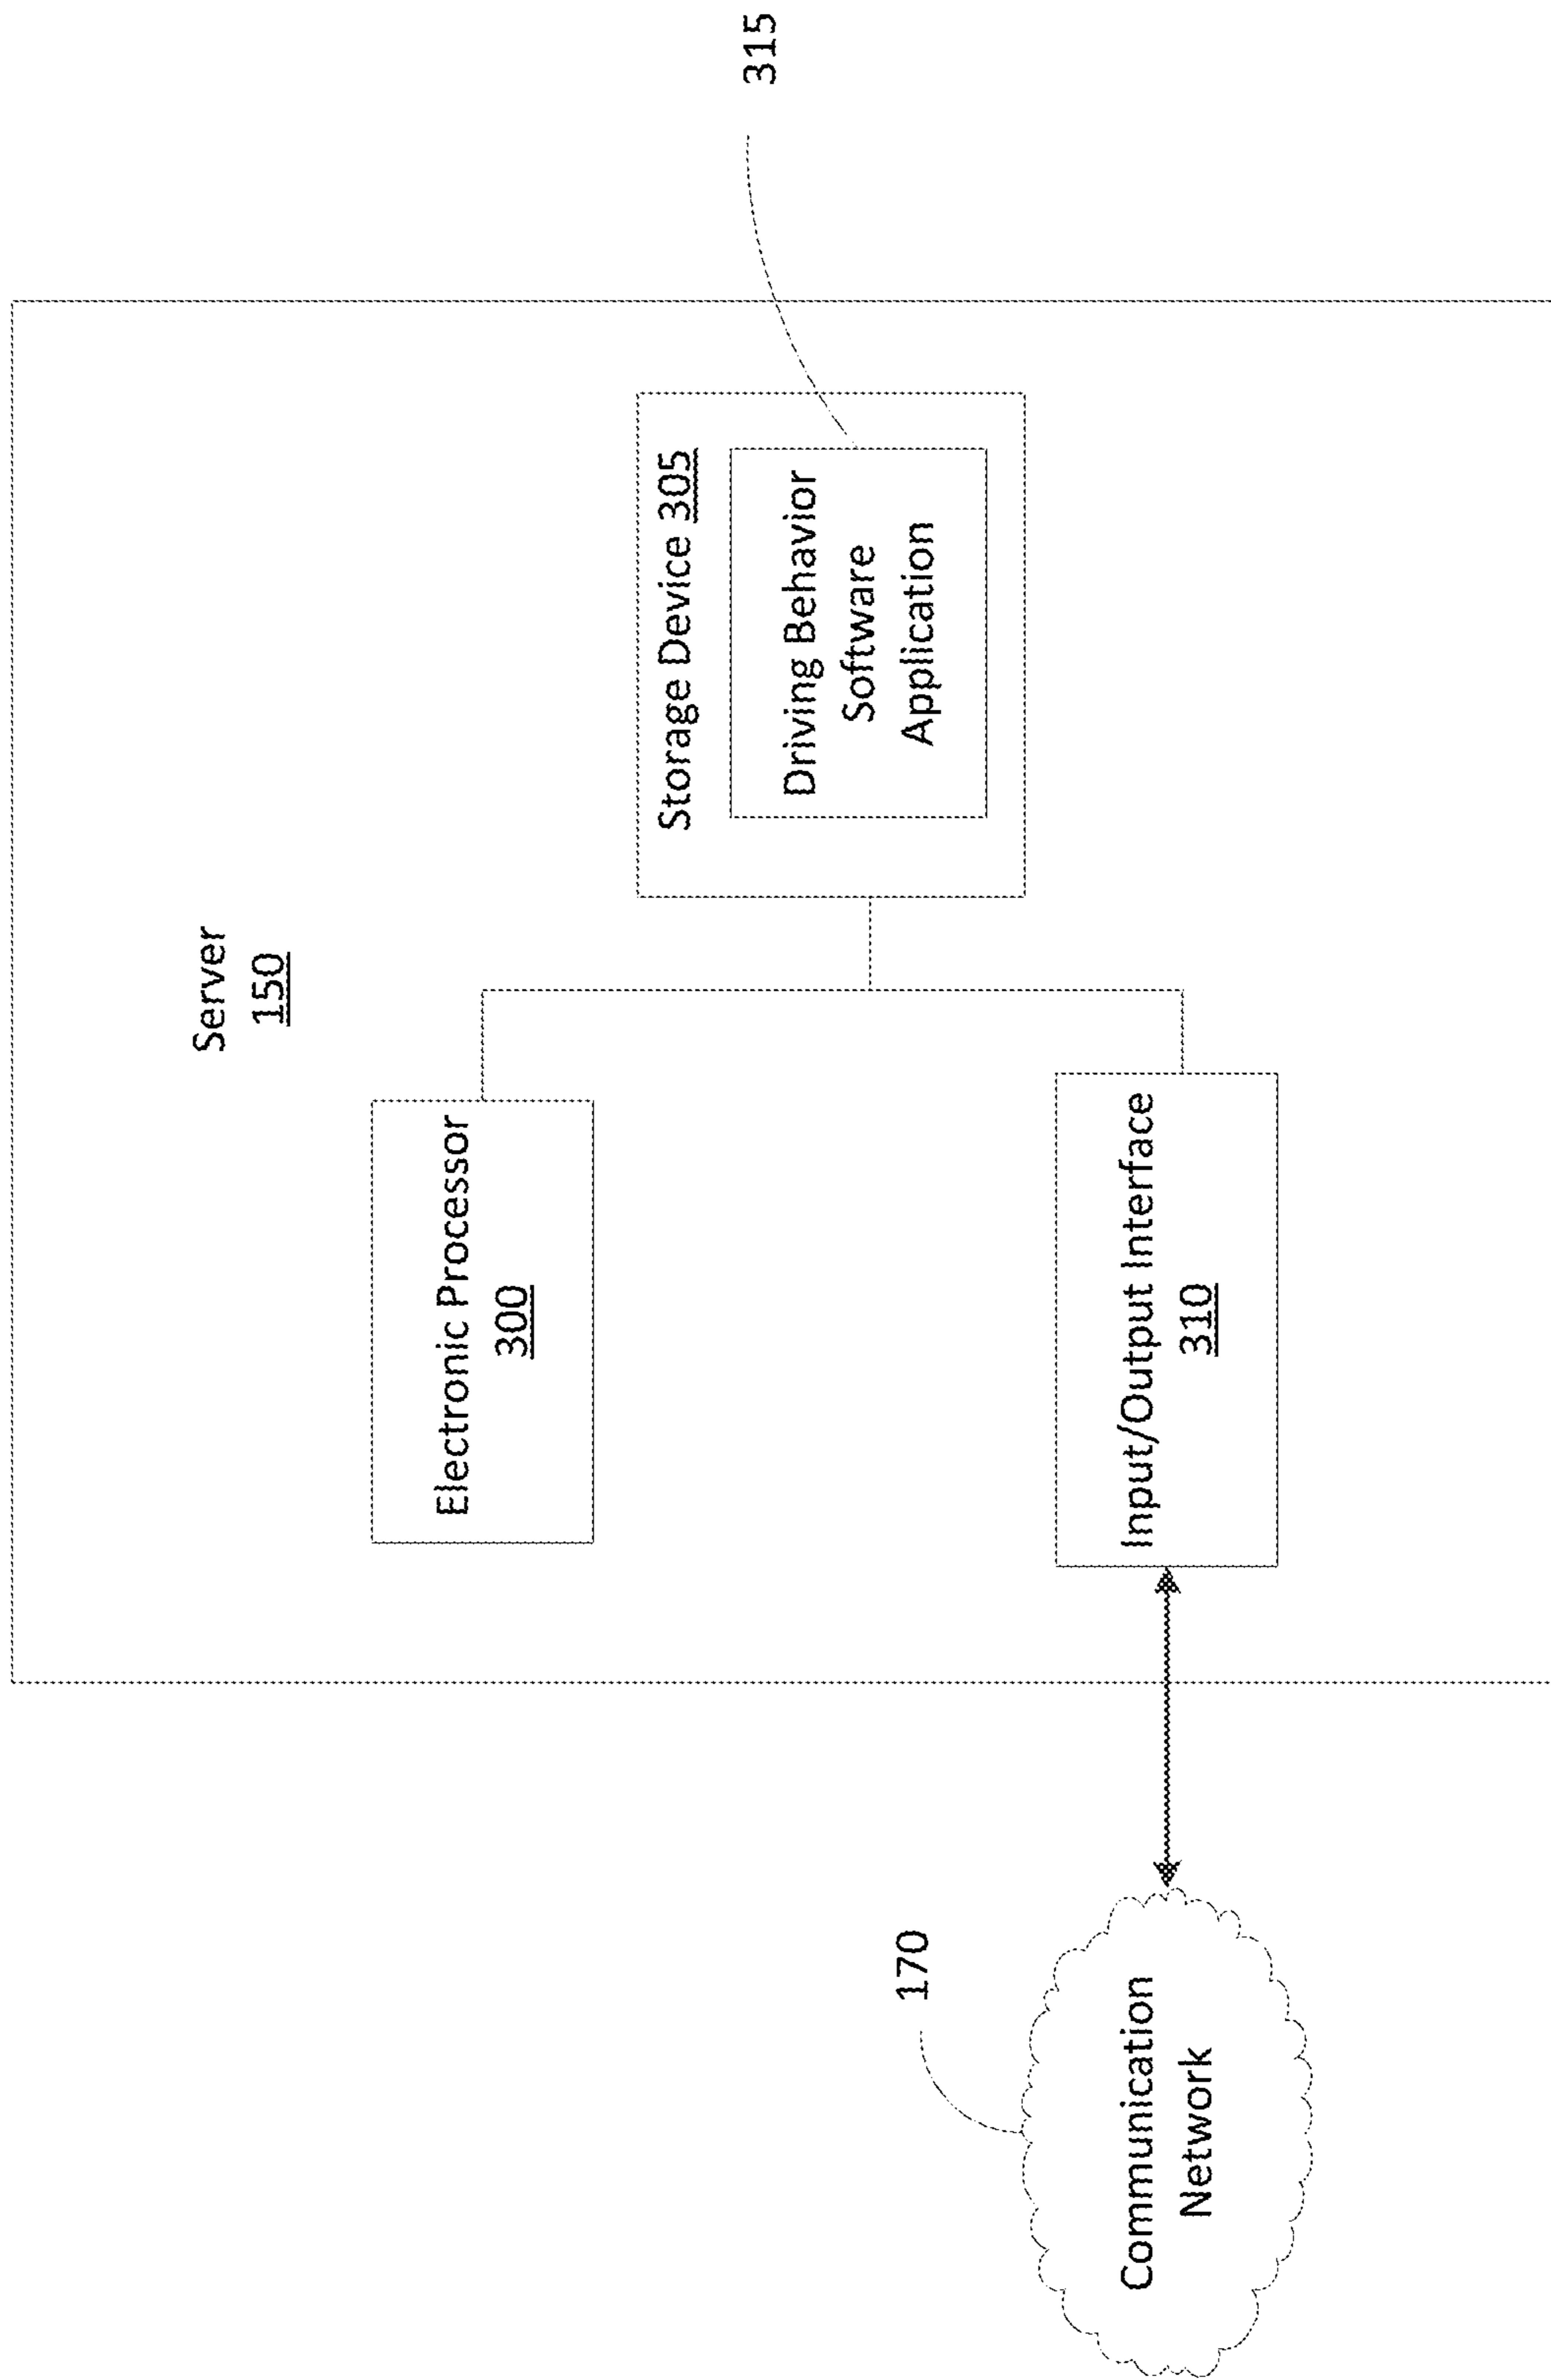 Server
150
Electronic Processor
300
Storage Device 305
Driving Behavior
Software
Application
315
170
Communication
Network
Input/Output Interface
310